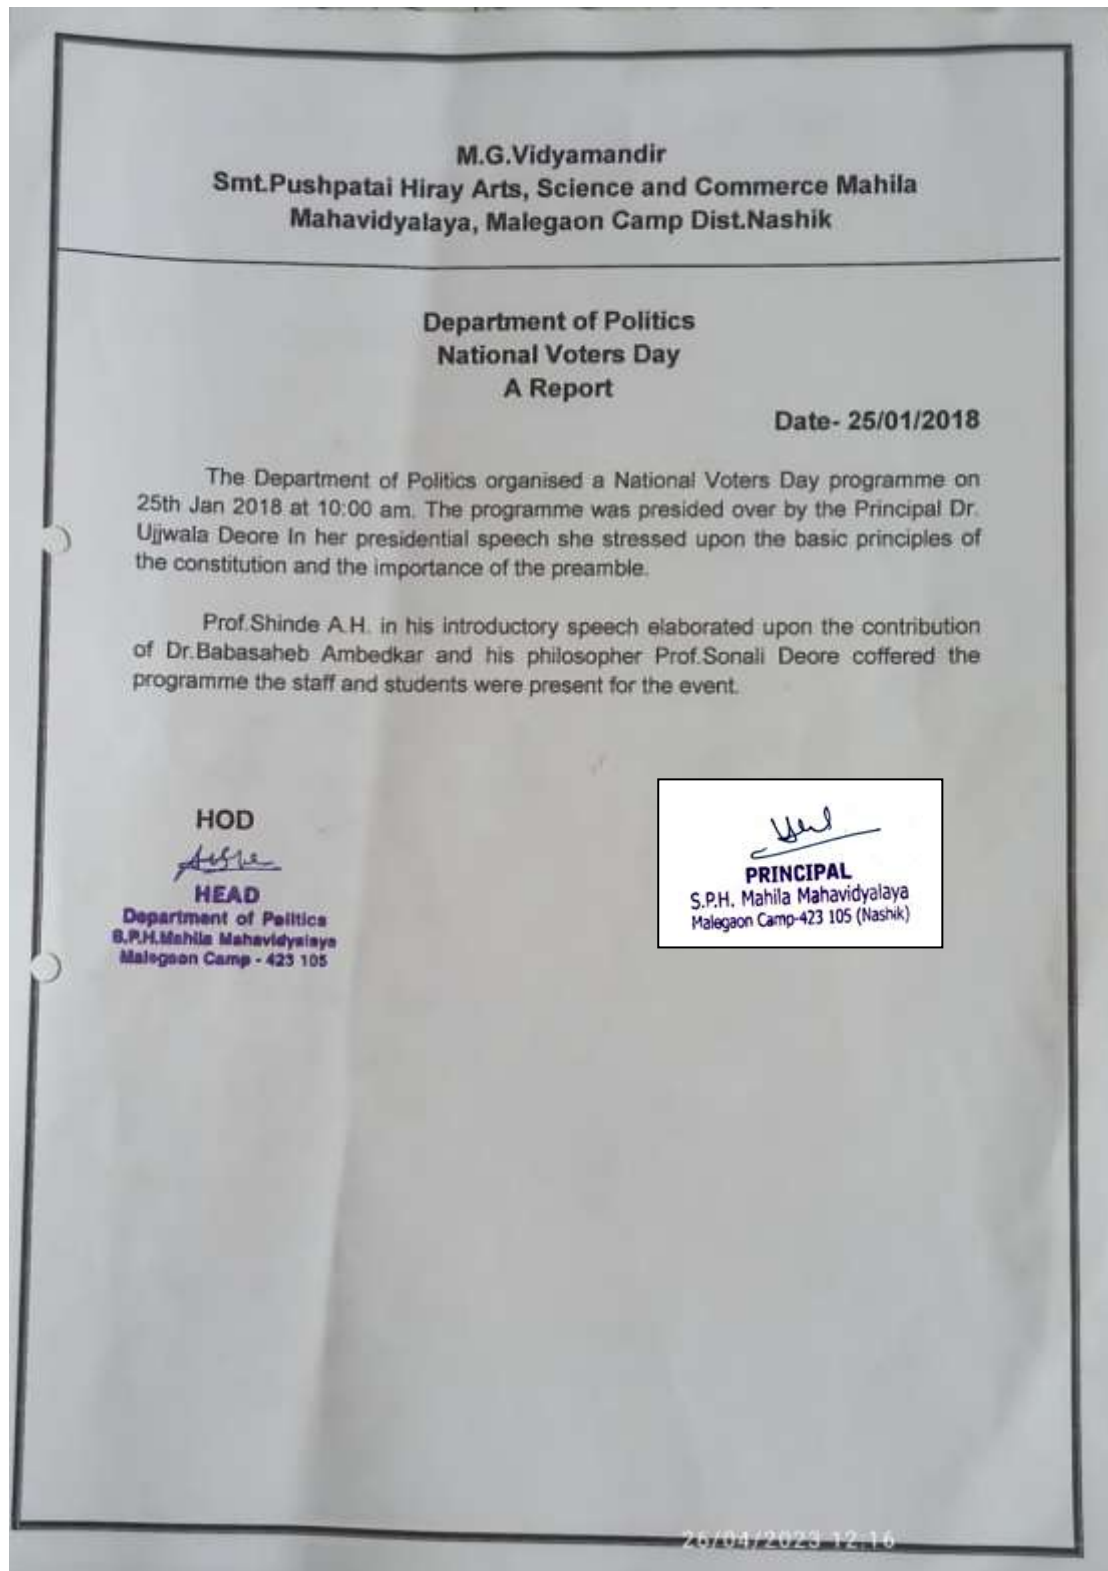 M.G.Vidyamandir
Smt.Pushpatai Hiray Arts, Science and Commerce Mahila
Mahavidyalaya, Malegaon Camp Dist.Nashik
Department of Politics
National Voters Day
A Report
Date- 25/01/2018
The Department of Politics organised a National Voters Day programme on
25th Jan 2018 at 10:00 am. The programme was presided over by the Principal Dr.
Ujjwala Deore In her presidential speech she stressed upon the basic principles of
the constitution and the importance of the preamble.
Prof.Shinde A.H. in his introductory speech elaborated upon the contribution
of Dr.Babasaheb Ambedkar and his philosopher Prof.Sonali Deore coffered the
programme the staff and students were present for the event.
HOD
HEAD
Department of Politics
S.P.H.Mahila Mahavidyalaya
Malegaon Camp - 423 105
PRINCIPAL
S.P.H. Mahila Mahavidyalaya
Malegaon Camp-423 105 (Nashik)
26/04/2023 12:16